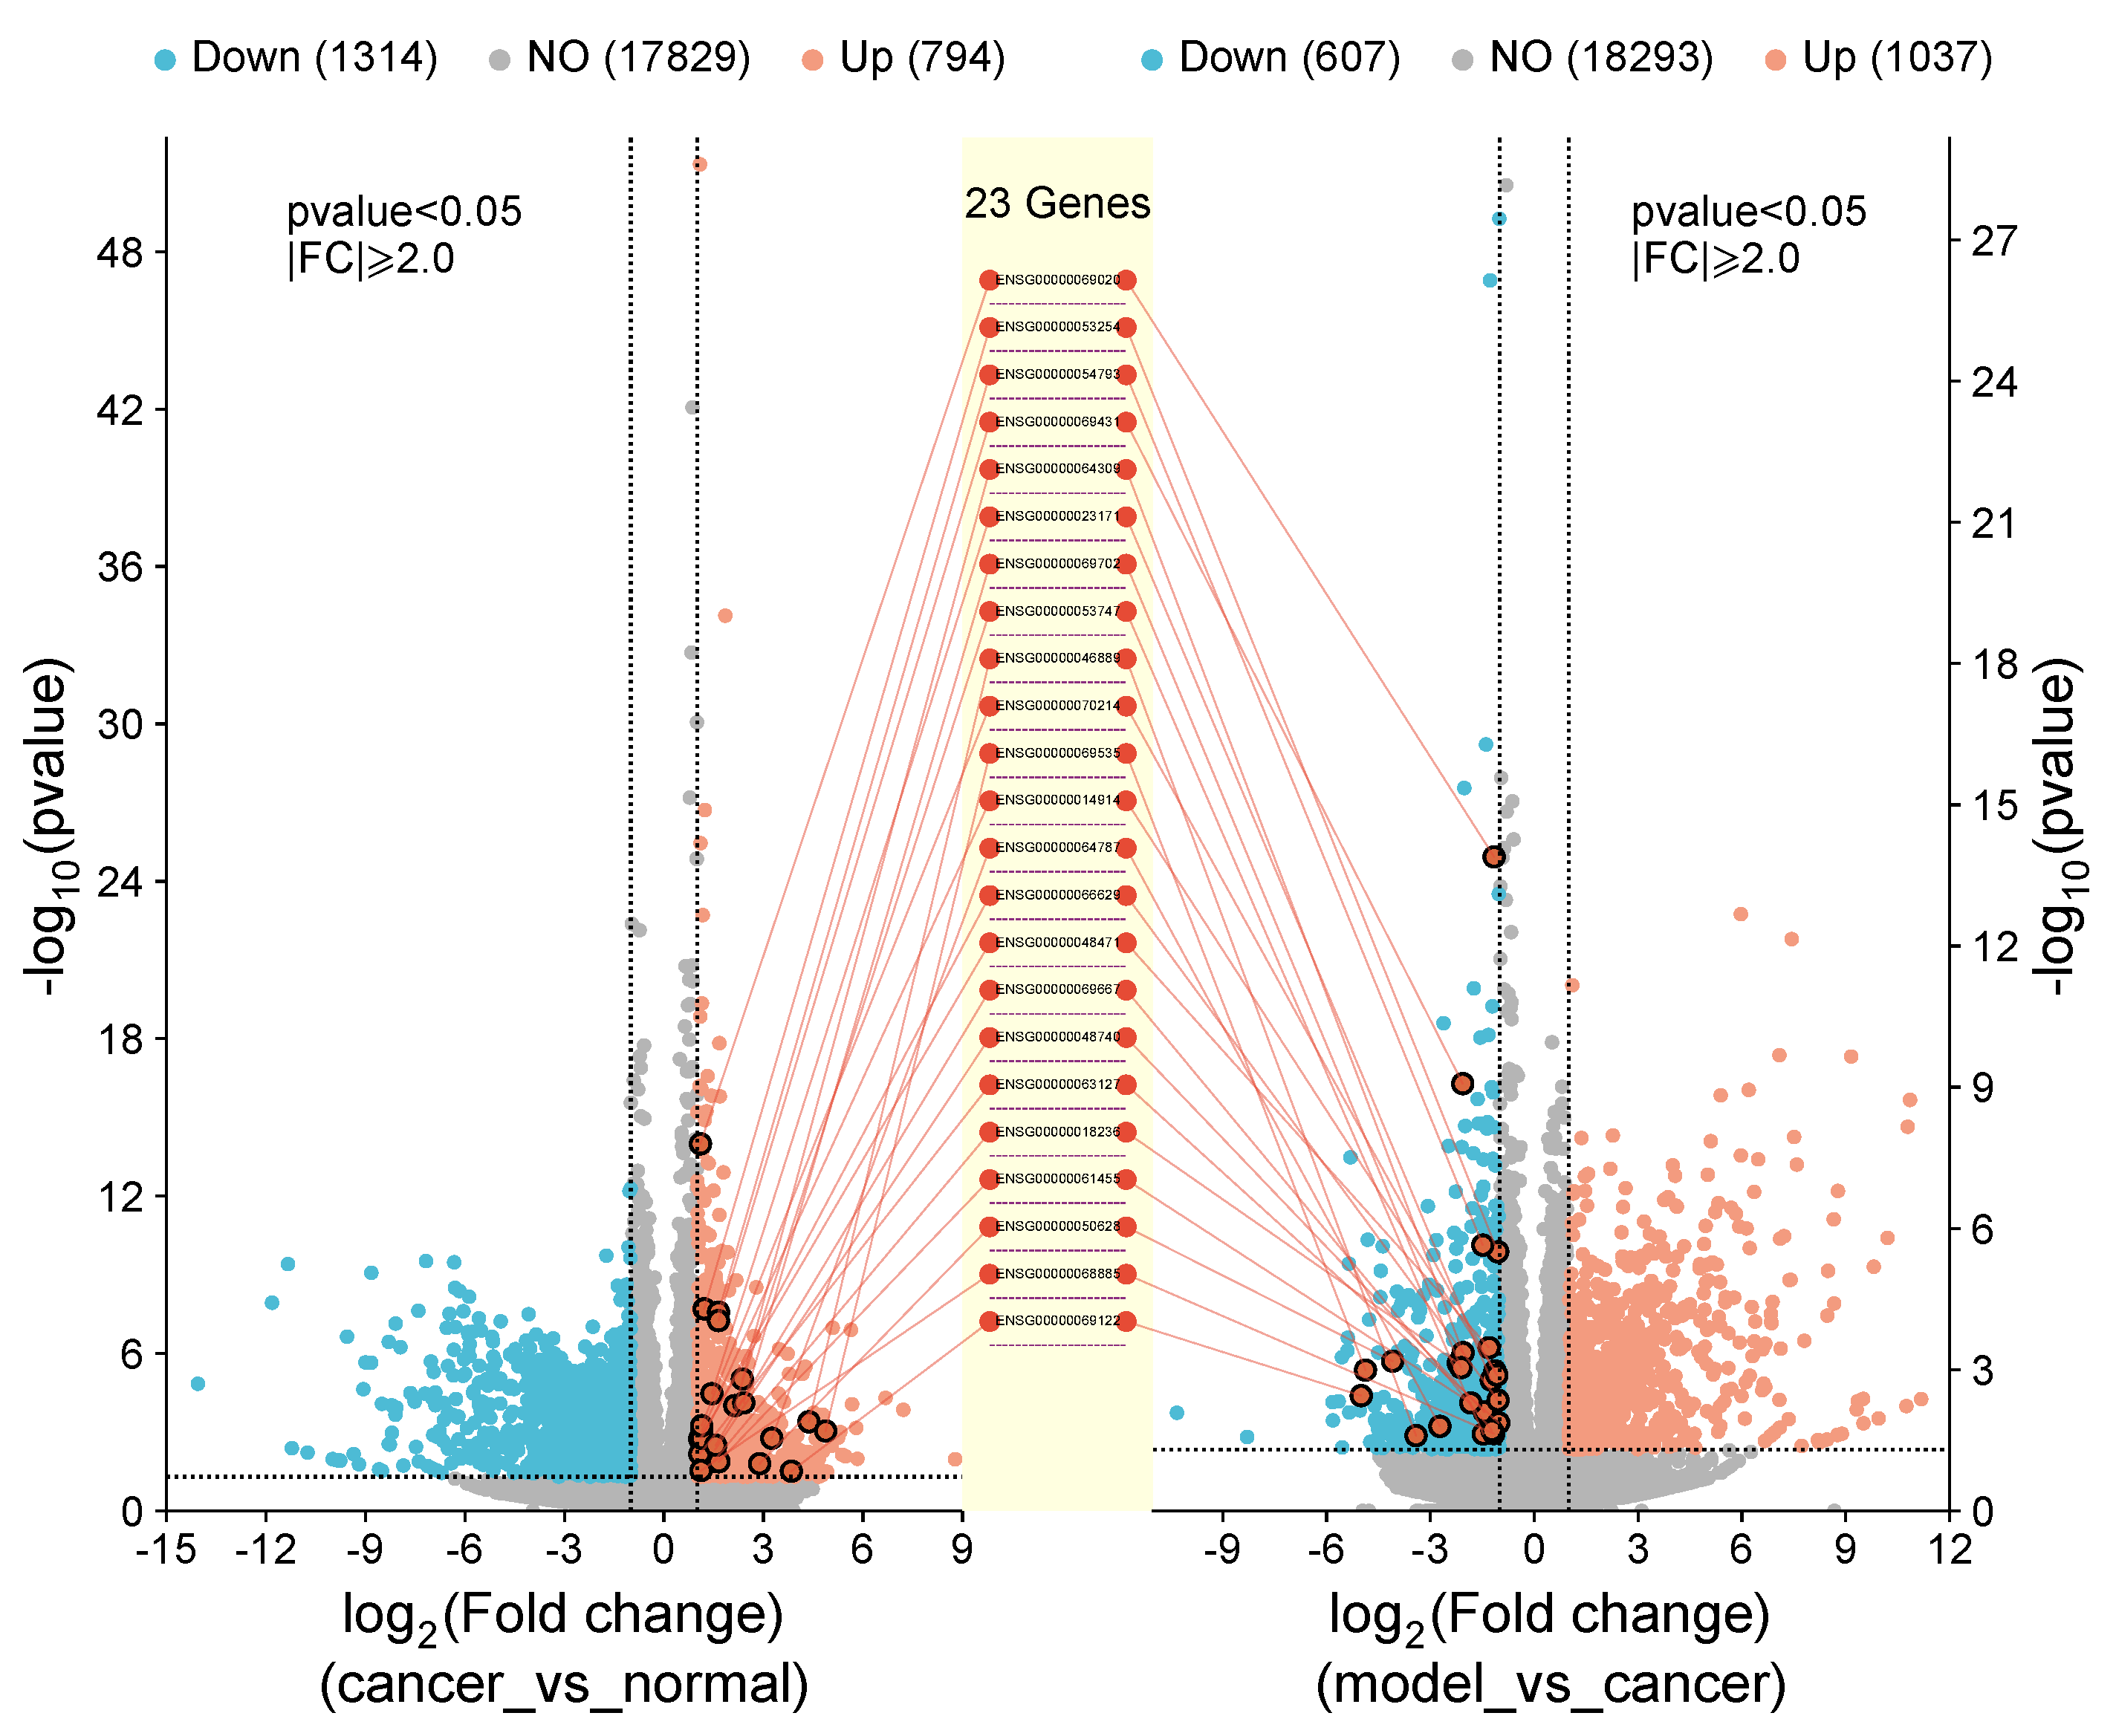 Down (1314) NO (17829) Up (794) Down (607) NO (18293) Up (1037)
pvalue<0.05
|FC|⩾2.0
23 Genes
pvalue<0.05
|FC|⩾2.0
-log10(pvalue)
48
42
36
30
24
18
12
6
0
ENSG00000069020
ENSG00000053254
ENSG00000054793
ENSG00000069431
ENSG00000064309
ENSG00000023171
ENSG00000069702
ENSG00000053747
ENSG00000046889
ENSG00000070214
ENSG00000069535
ENSG00000014914
ENSG00000064787
ENSG00000066629
ENSG00000048471
ENSG00000069667
ENSG00000048740
ENSG00000063127
ENSG00000018236
ENSG00000061455
ENSG00000050628
ENSG00000068885
ENSG00000069122
27
24
21
18
15
12
9
6
3
0
-log10(pvalue)
-15 -12 -9 -6 -3 0 3 6 9
-9 -6 -3 0 3 6 9 12
log2(Fold change)
(cancer_vs_normal)
log2(Fold change)
(model_vs_cancer)